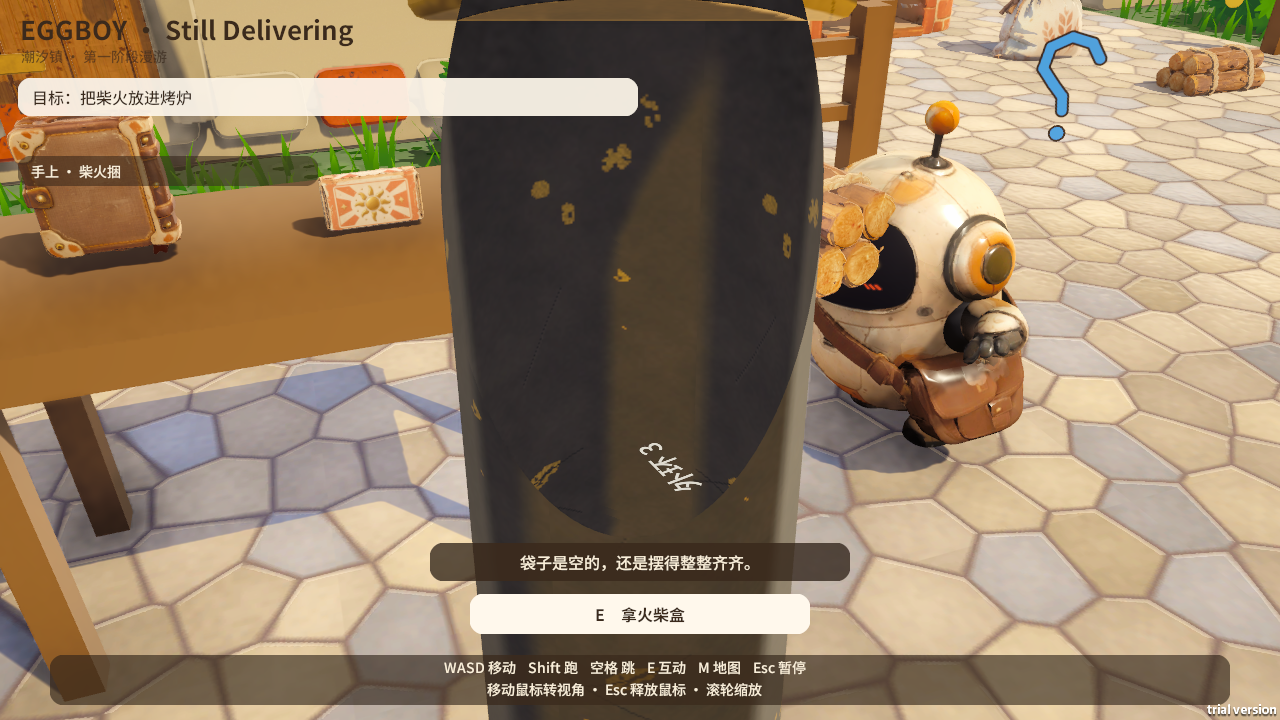 EGGBOY · Still Delivering
潮汐镇 · 第一阶段漫游
目标：把柴火放进烤炉
手上 · 柴火捆
外环 3
袋子是空的，还是摆得整整齐齐。
E 拿火柴盒
WASD 移动 Shift 跑 空格 跳 E 互动 M 地图 Esc 暂停
移动鼠标转视角 · Esc 释放鼠标 · 滚轮缩放
trial version